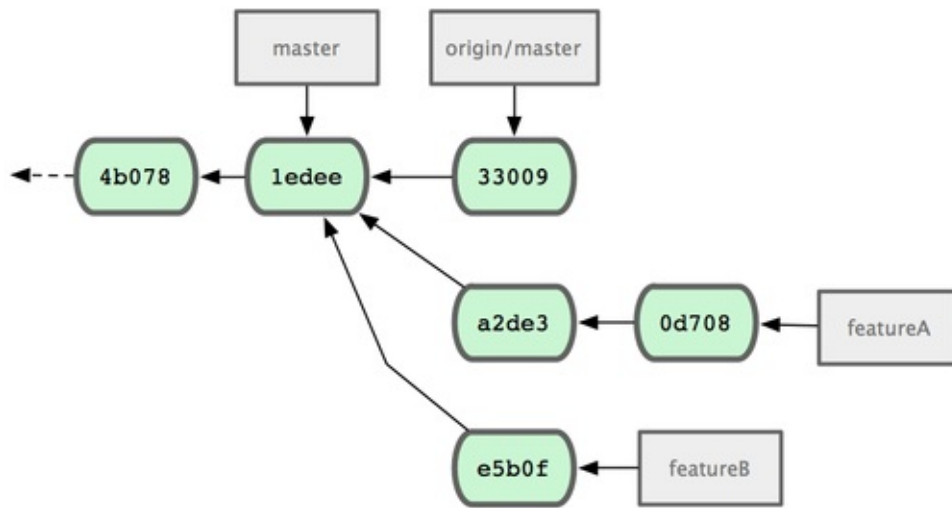 master
origin/master
4b078
1edee
33009
a2de3
0d708
featureA
e5b0f
featureB